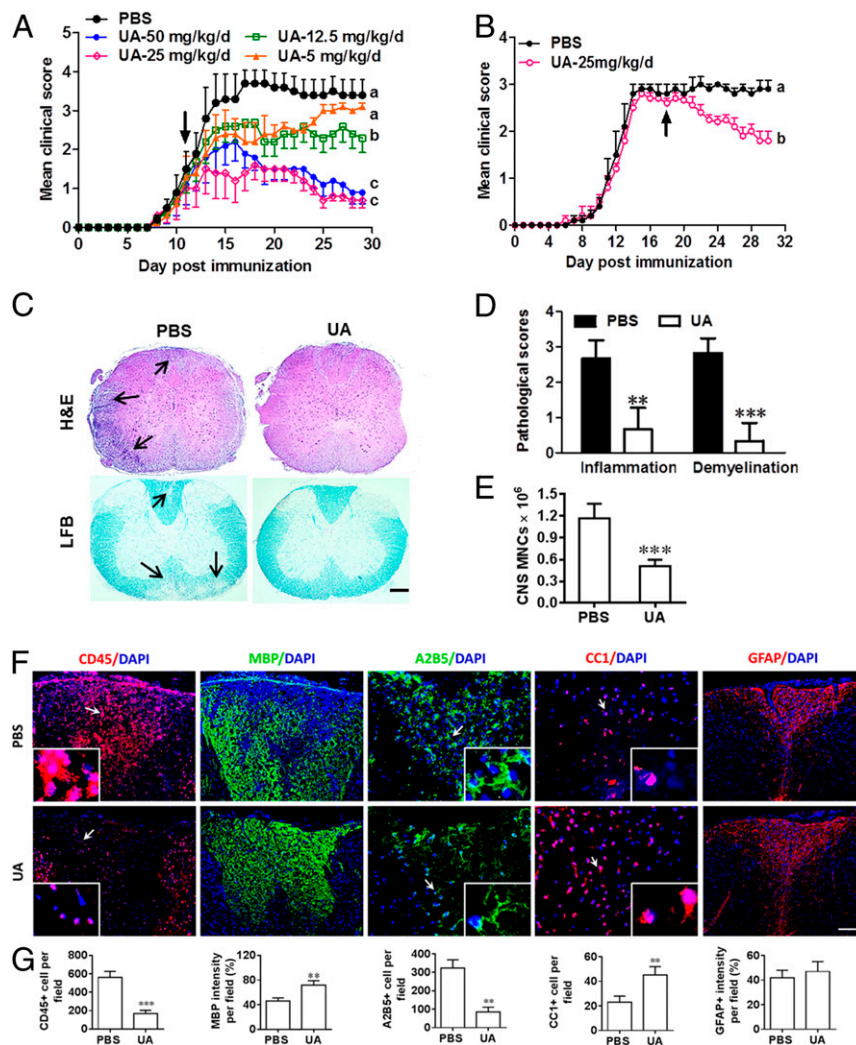 A
PBS
UA-50 mg/kg/d
UA-12.5 mg/kg/d
UA-25 mg/kg/d
UA-5 mg/kg/d
Mean clinical score
5
4
3
2
1
0
a
a
b
c
c
0 5 10 15 20 25 30
Day post immunization
B
PBS
UA-25mg/kg/d
Mean clinical score
4
3
2
1
0
a
b
0 4 8 12 16 20 24 28 32
Day post immunization
C
PBS UA
H&E
LFB
D
PBS UA
Pathological scores
4
3
2
1
0
**
***
Inflammation Demyelination
E
CNS MNCs × 10⁶
1.5
1.2
0.9
0.6
0.3
0
***
PBS UA
F
CD45/DAPI MBP/DAPI A2B5/DAPI CC1/DAPI GFAP/DAPI
PBS
UA
G
CD45+ cell per field
800
600
400
200
0
***
PBS UA
MBP intensity per field (%)
120
80
40
0
**
PBS UA
A2B5+ cell per field
400
300
200
100
0
**
PBS UA
CC1+ cell per field
60
40
20
0
**
PBS UA
GFAP+ intensity per field (%)
80
60
40
20
0
PBS UA